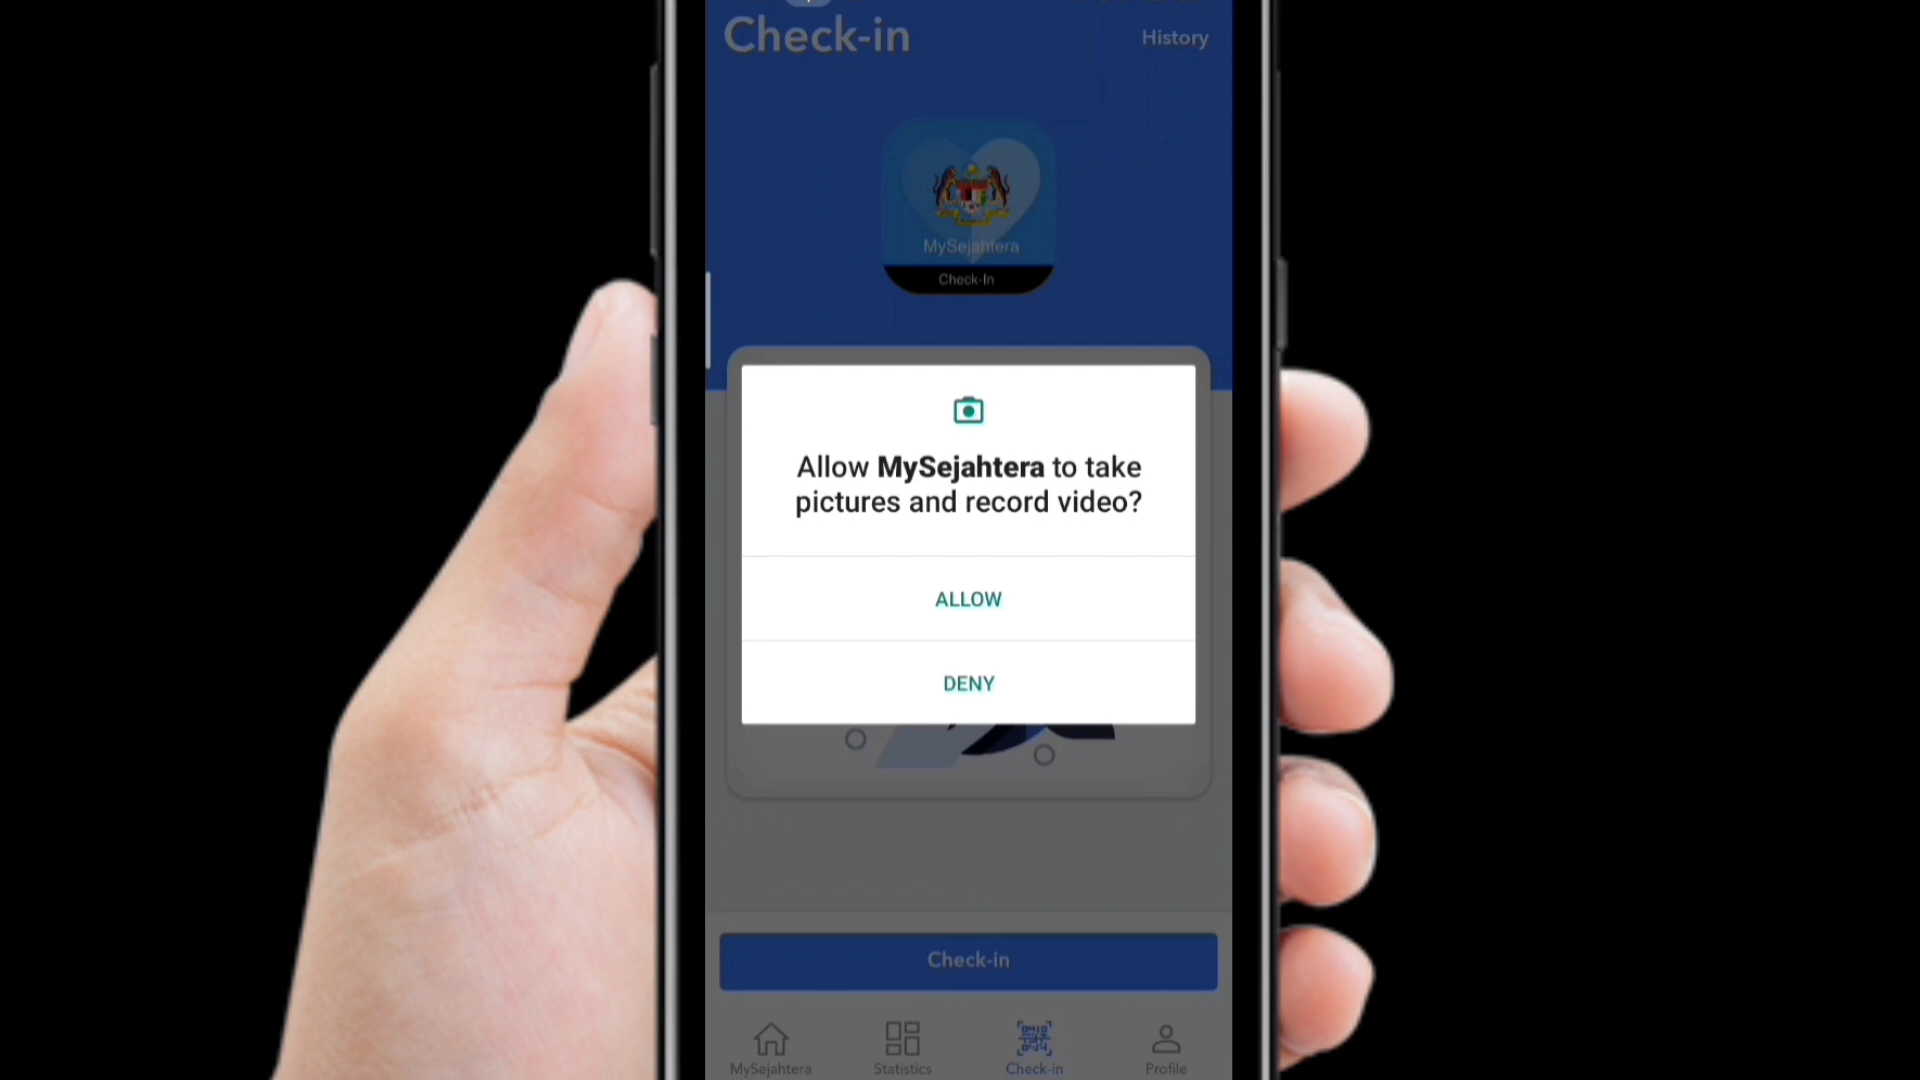 Check-in
History
MySejahtera
Check-In
Allow MySejahtera to take
pictures and record video?
ALLOW
DENY
Check-in
MySejahtera
Statistics
Check-in
Profile